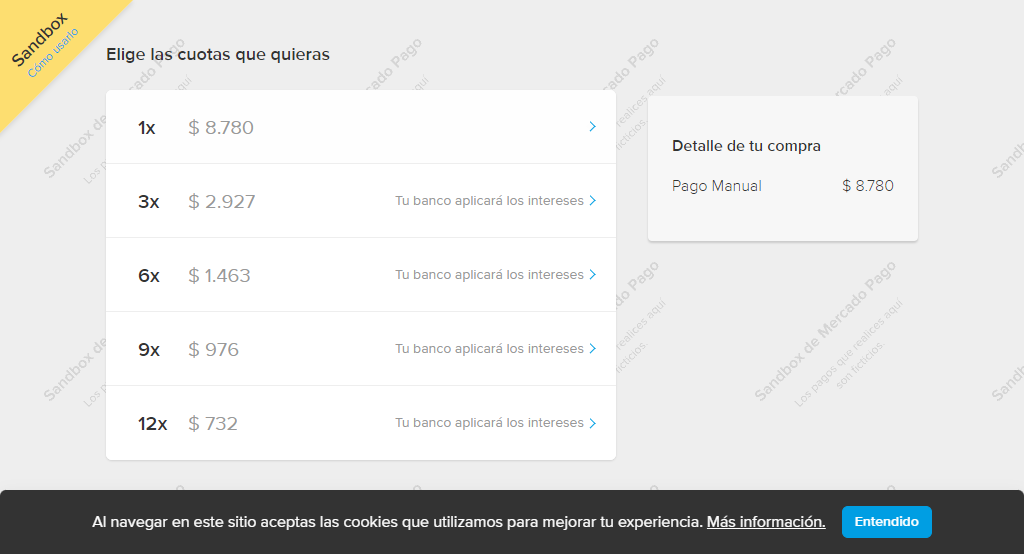 Sandbox
Cómo usarlo
Elige las cuotas que quieras
1x $ 8.780
3x $ 2.927 Tu banco aplicará los intereses
6x $ 1.463 Tu banco aplicará los intereses
9x $ 976 Tu banco aplicará los intereses
12x $ 732 Tu banco aplicará los intereses
Detalle de tu compra
Pago Manual $ 8.780
Sandbox de Mercado Pago
Los pagos que realices aquí
son ficticios.
Al navegar en este sitio aceptas las cookies que utilizamos para mejorar tu experiencia. Más información.
Entendido